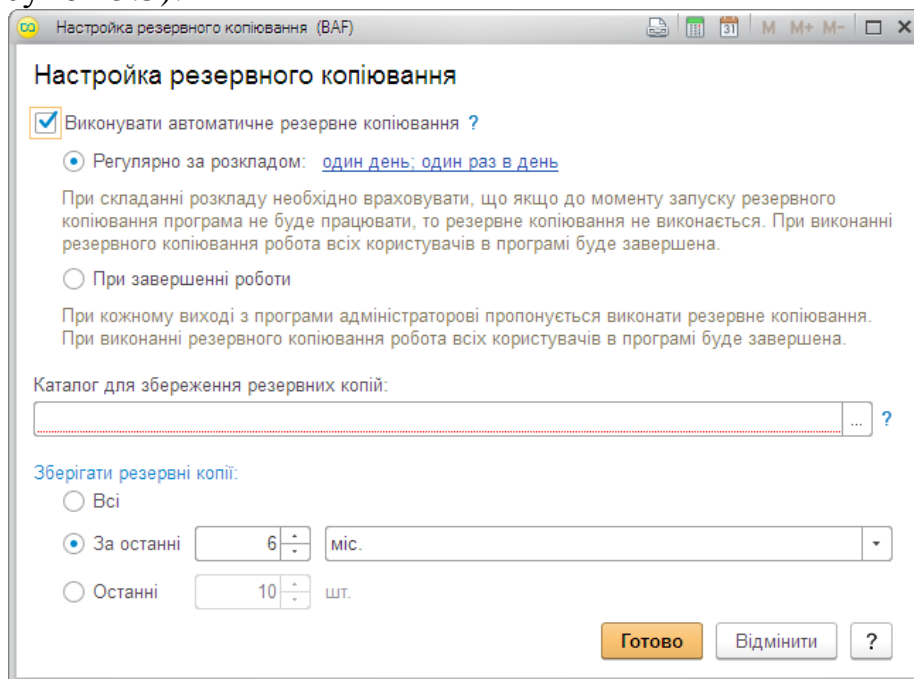 Настройка резервного копіювання (BAF)
31 M M+ M-
Настройка резервного копіювання
Виконувати автоматичне резервне копіювання ?
Регулярно за розкладом: один день; один раз в день
При складанні розкладу необхідно враховувати, що якщо до моменту запуску резервного
копіювання програма не буде працювати, то резервне копіювання не виконається. При виконанні
резервного копіювання робота всіх користувачів в програмі буде завершена.
При завершенні роботи
При кожному виході з програми адміністраторові пропонується виконати резервне копіювання.
При виконанні резервного копіювання робота всіх користувачів в програмі буде завершена.
Каталог для збереження резервних копій:
... ?
Зберігати резервні копії:
Всі
За останні 6 міс.
Останні 10 шт.
Готово Відмінити ?